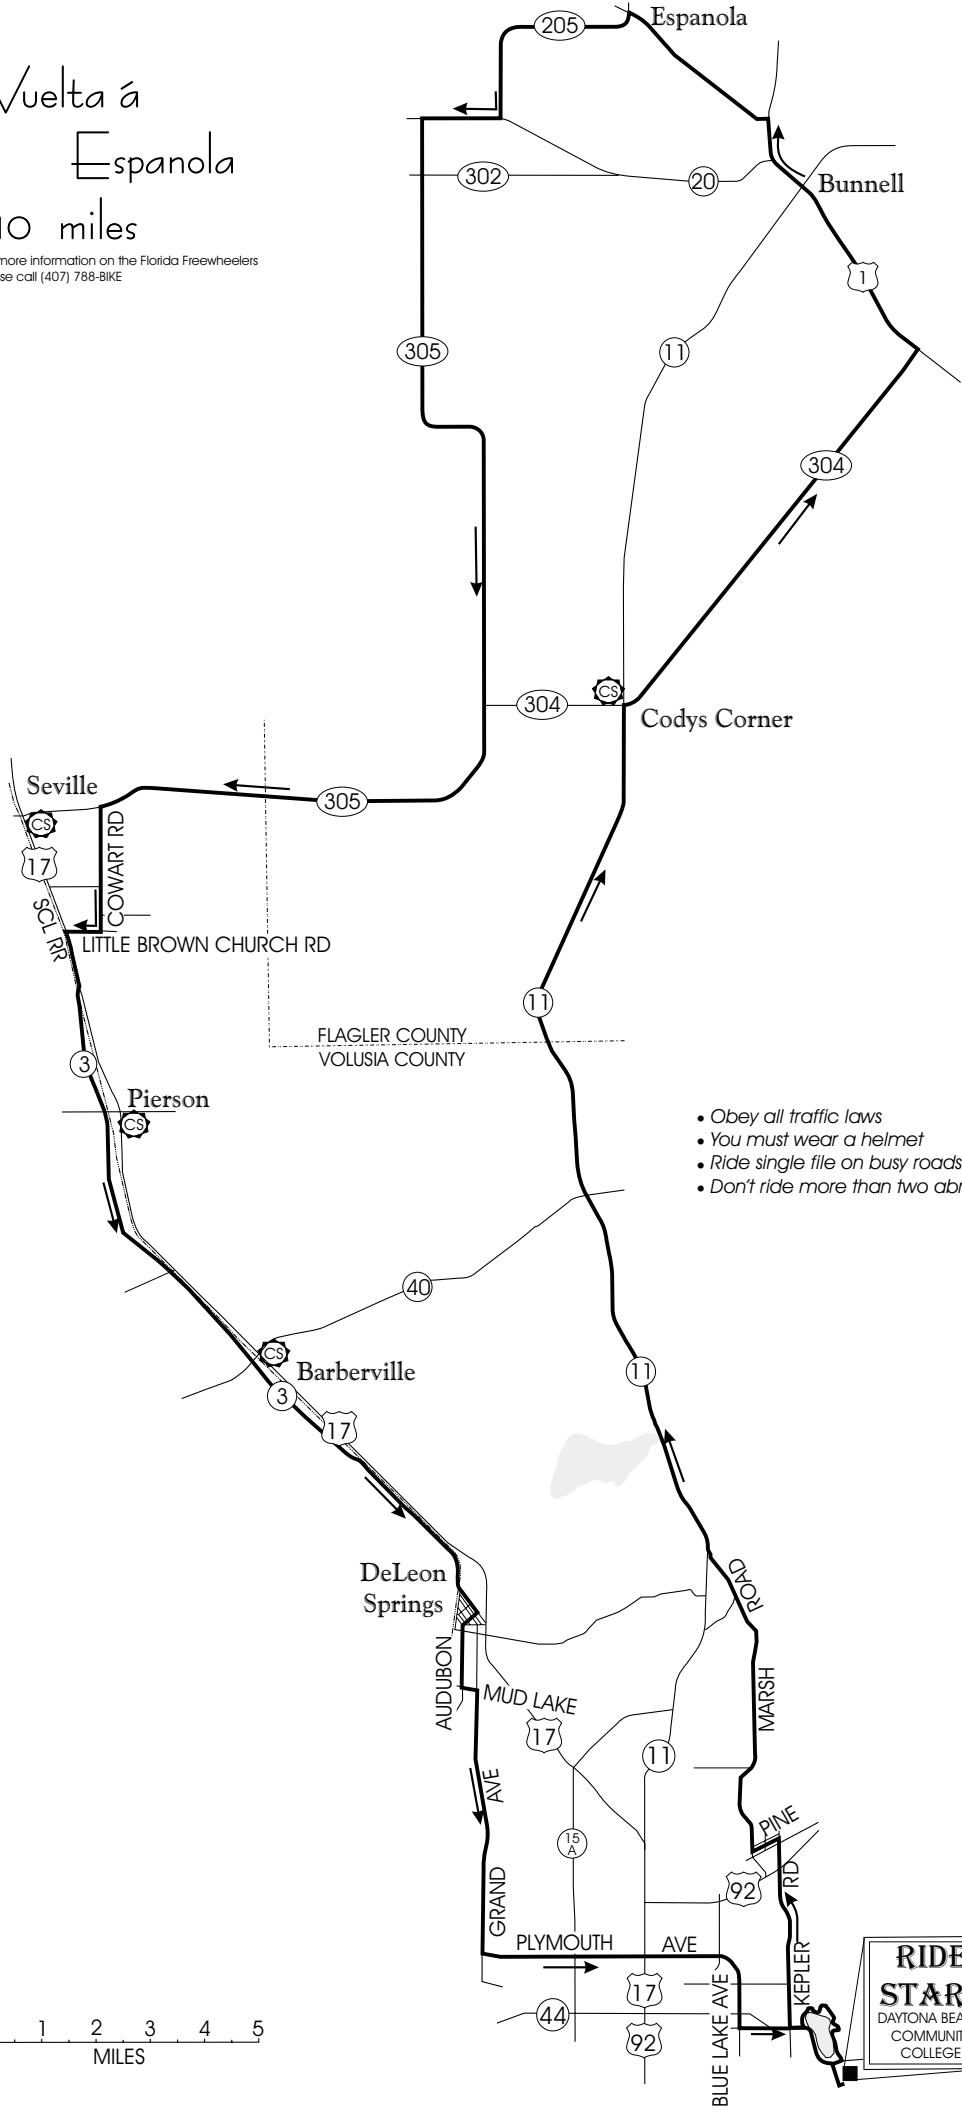 Vuelta á
Espanola
miles
more information on the Florida Freewheelers
call (407) 788-BIKE
205
Espanola
302
20
Bunnell
1
305
11
304
304
CS
Codys Corner
Seville
CS
305
17
COWART RD
SCL RR
LITTLE BROWN CHURCH RD
11
FLAGLER COUNTY
VOLUSIA COUNTY
3
Pierson
CS
• Obey all traffic laws
• You must wear a helmet
• Ride single file on busy roads
• Don't ride more than two
40
CS
Barberville
11
3
17
DeLeon
Springs
ROAD
AUDUBON
MUD LAKE
MARSH
17
11
AVE
PINE
15
A
RD
92
GRAND
PLYMOUTH AVE
KEPLER
RIDE
17
44
BLUE LAKE AVE
92
DAYTONA
COLLEGE
1 2 3 4 5
MILES